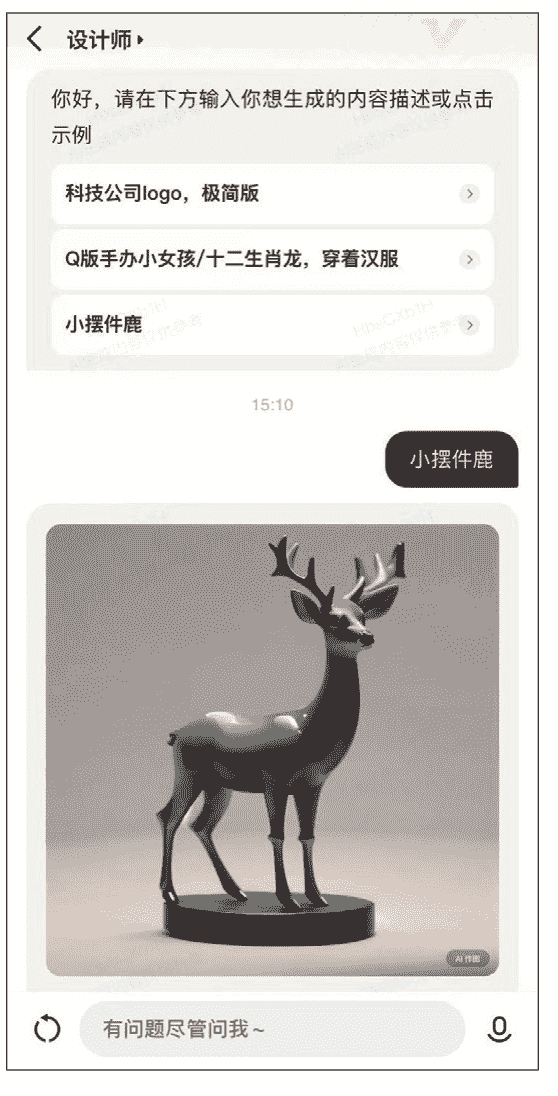 设计师
你好，请在下方输入你想生成的内容描述或点击
示例
科技公司logo，极简版
Q版手办小女孩/十二生肖龙，穿着汉服
小摆件鹿
15:10
小摆件鹿
AI 作图
有问题尽管问我~